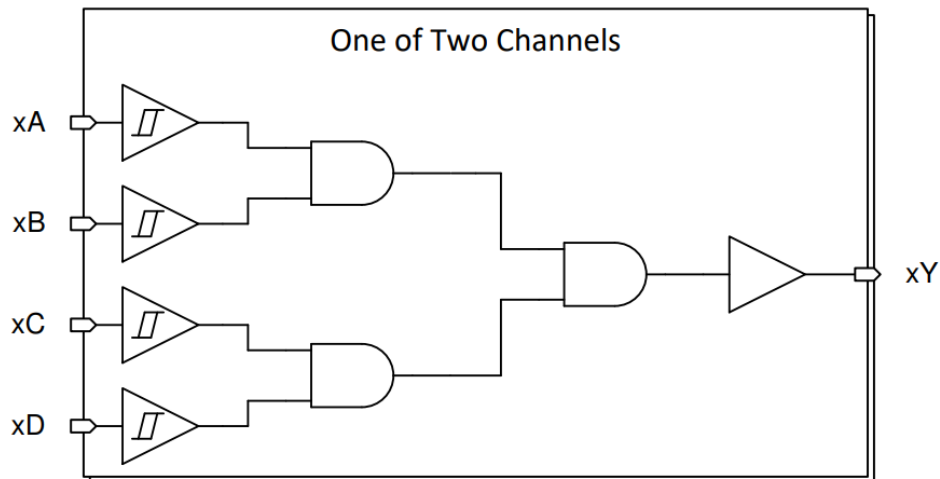 One of Two Channels
xA
xB
xC
xD
xY